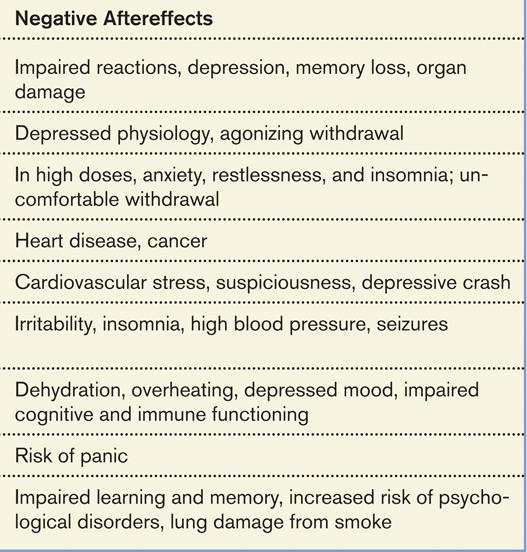 Negative Aftereffects
Impaired reactions, depression, memory loss, organ
damage
Depressed physiology, agonizing withdrawal
In high doses, anxiety, restlessness, and insomnia; un-
comfortable withdrawal
Heart disease, cancer
Cardiovascular stress, suspiciousness, depressive crash
Irritability, insomnia, high blood pressure, seizures
Dehydration, overheating, depressed mood, impaired
cognitive and immune functioning
Risk of panic
Impaired learning and memory, increased risk of psycho-
logical disorders, lung damage from smoke